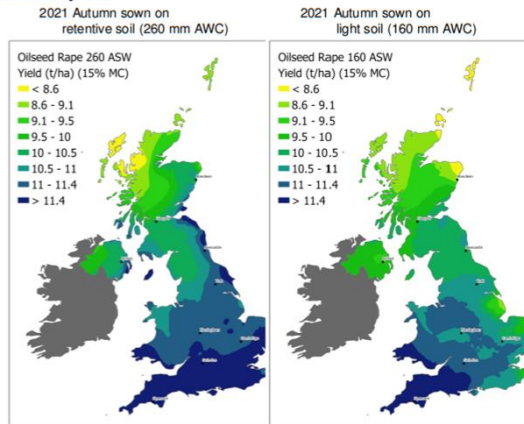 2021 Autumn sown on
retentive soil (260 mm AWC)
Oilseed Rape 260 ASW
Yield (t/ha) (15% MC)
< 8.6
8.6 - 9.1
9.1 - 9.5
9.5 - 10
10 - 10.5
10.5 - 11
11 - 11.4
> 11.4
2021 Autumn sown on
light soil (160 mm AWC)
Oilseed Rape 160 ASW
Yield (t/ha) (15% MC)
< 8.6
8.6 - 9.1
9.1 - 9.5
9.5 - 10
10 - 10.5
10.5 - 11
11 - 11.4
> 11.4